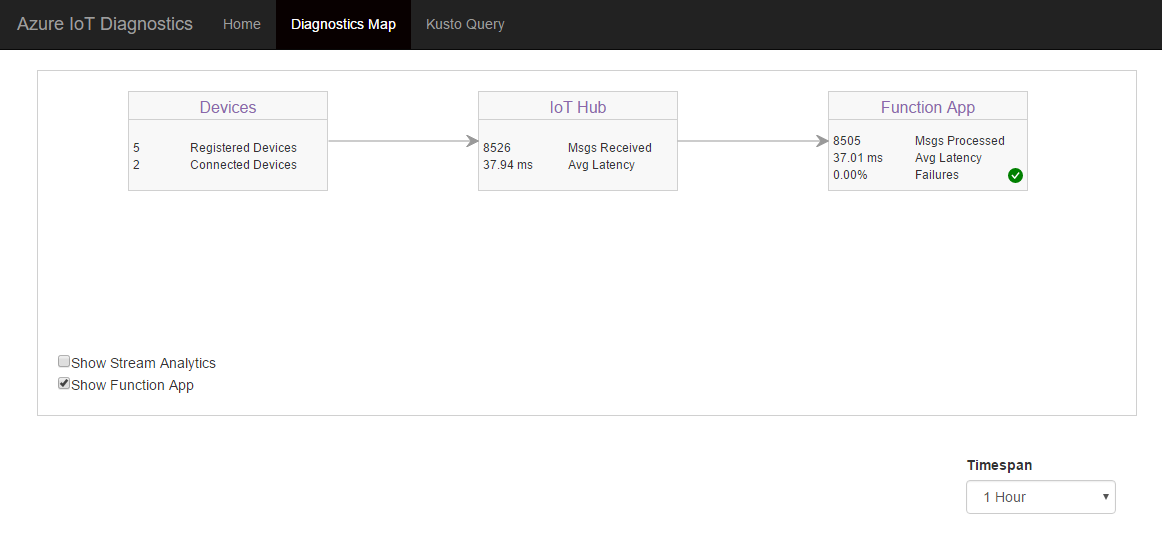 Azure IoT Diagnostics Home Diagnostics Map Kusto Query
Devices
5 Registered Devices
2 Connected Devices
IoT Hub
8526 Msgs Received
37.94 ms Avg Latency
Function App
8505 Msgs Processed
37.01 ms Avg Latency
0.00% Failures
Show Stream Analytics
Show Function App
Timespan
1 Hour